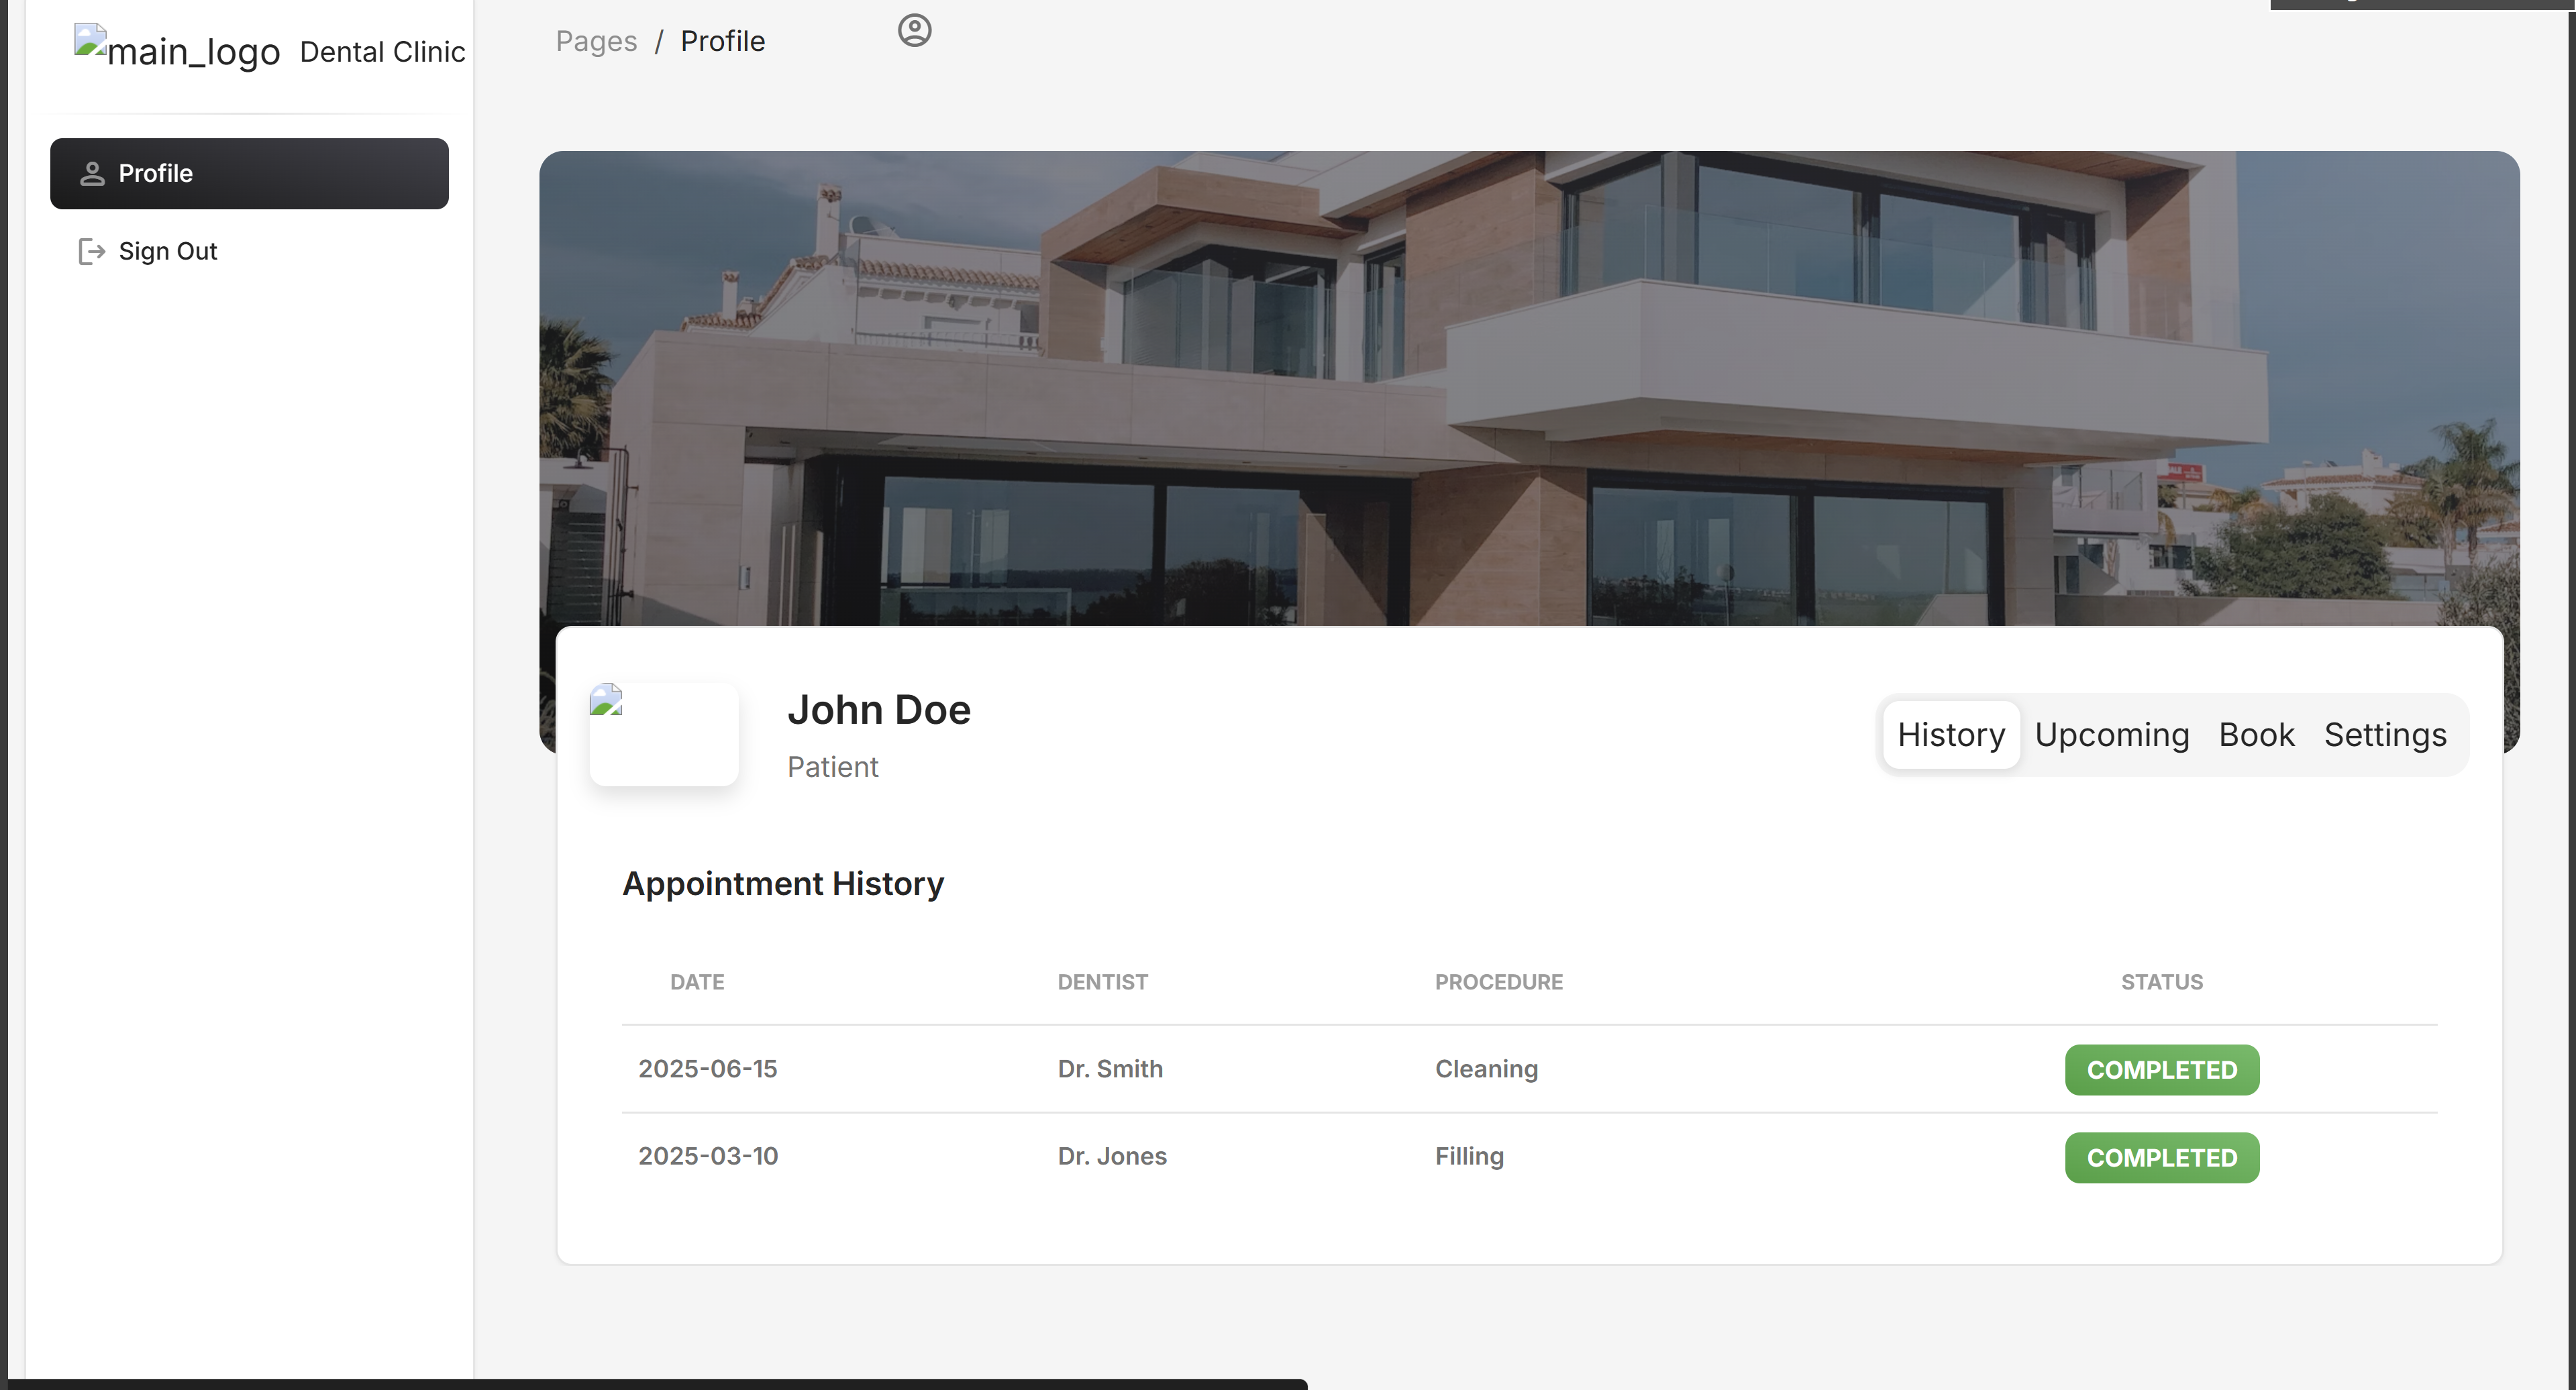 main_logo Dental Clinic
Pages / Profile
Profile
Sign Out
John Doe
Patient
History Upcoming Book Settings
Appointment History
DATE DENTIST PROCEDURE STATUS
2025-06-15 Dr. Smith Cleaning COMPLETED
2025-03-10 Dr. Jones Filling COMPLETED